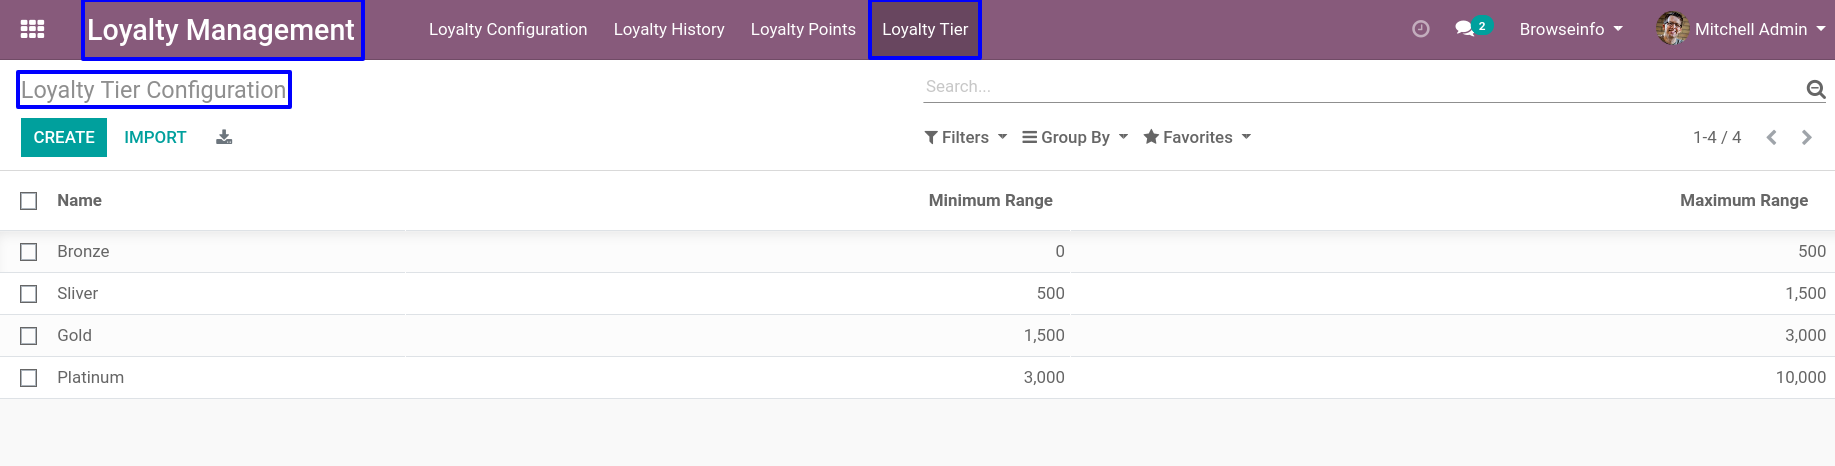 Loyalty Management Loyalty Configuration Loyalty History Loyalty Points Loyalty Tier 2 Browseinfo Mitchell Admin
Loyalty Tier Configuration Search...
CREATE IMPORT Filters Group By Favorites 1-4 / 4
Name Minimum Range Maximum Range
Bronze 0 500
Sliver 500 1,500
Gold 1,500 3,000
Platinum 3,000 10,000